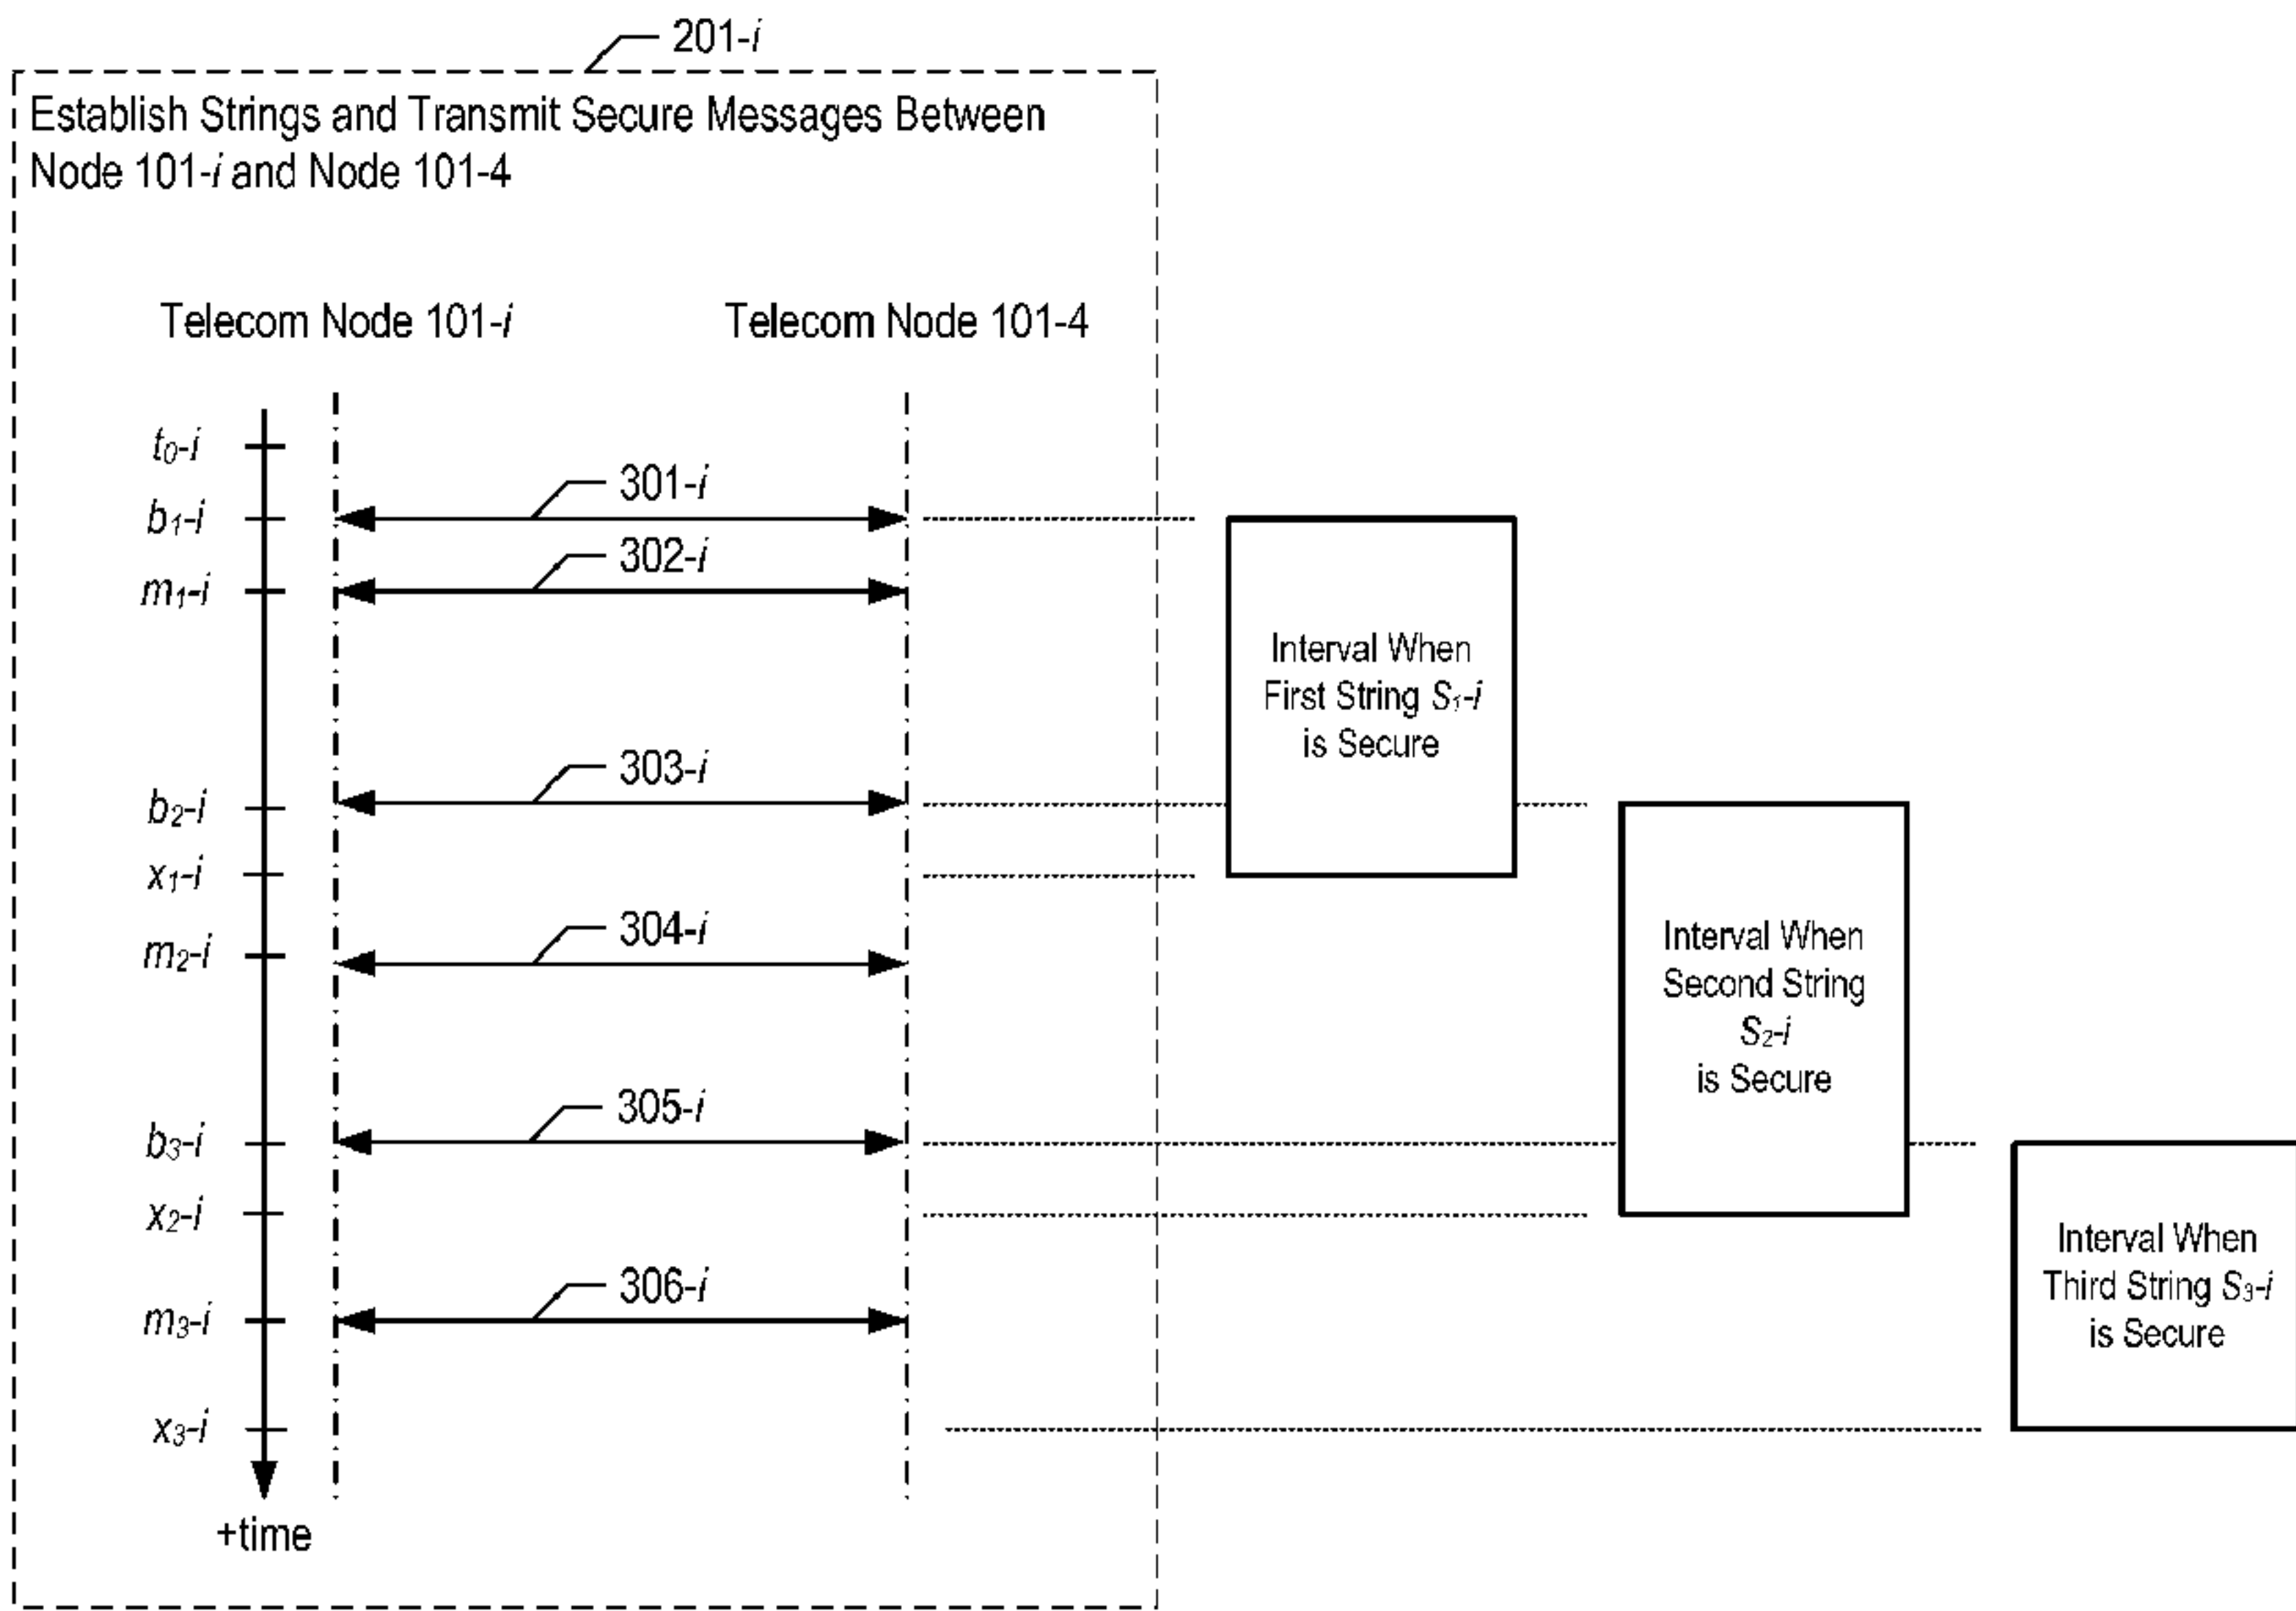 201-i
Establish Strings and Transmit Secure Messages Between
Node 101-i and Node 101-4
Telecom Node 101-i
Telecom Node 101-4
t₀-i
301-i
b₁-i
302-i
m₁-i
Interval When
First String S₁-i
is Secure
303-i
b₂-i
x₁-i
304-i
m₂-i
Interval When
Second String
S₂-i
is Secure
305-i
b₃-i
x₂-i
306-i
m₃-i
Interval When
Third String S₃-i
is Secure
x₃-i
+time